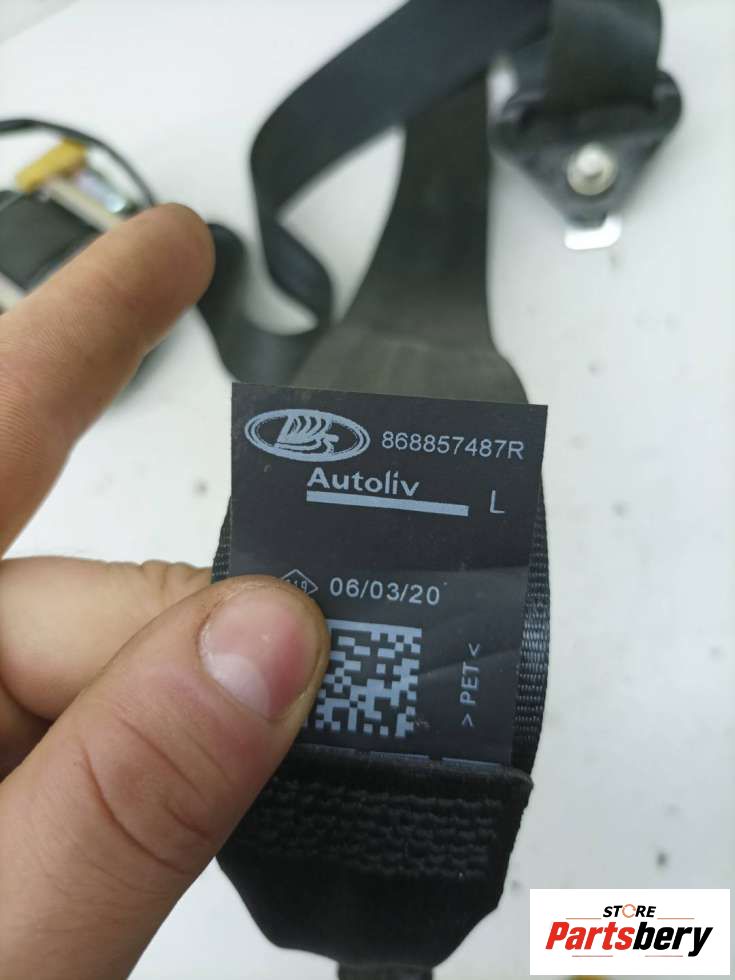 868857487R
Autoliv
L
06/03/20
> PET <
STORE
Partsbery